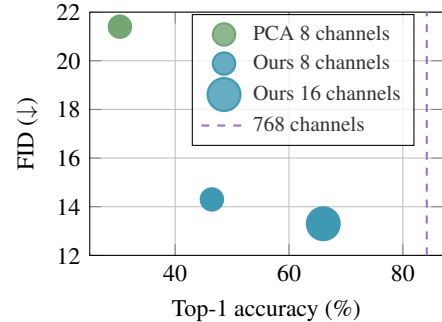 22
20
18
16
14
12
FID (↓)
PCA 8 channels
Ours 8 channels
Ours 16 channels
768 channels
40
60
80
Top-1 accuracy (%)